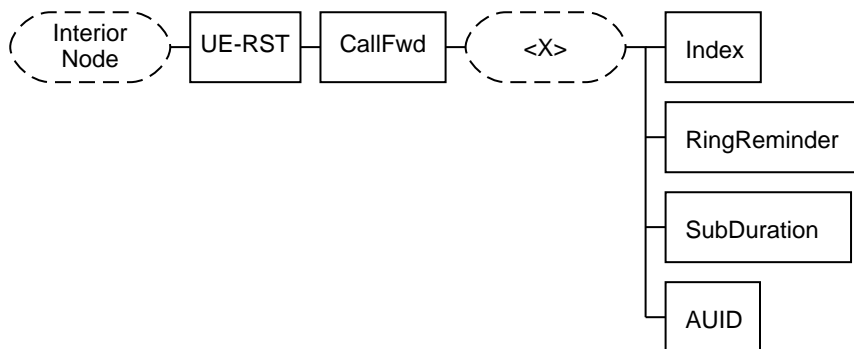 Interior
Node
UE-RST
CallFwd
<X>
Index
RingReminder
SubDuration
AUID